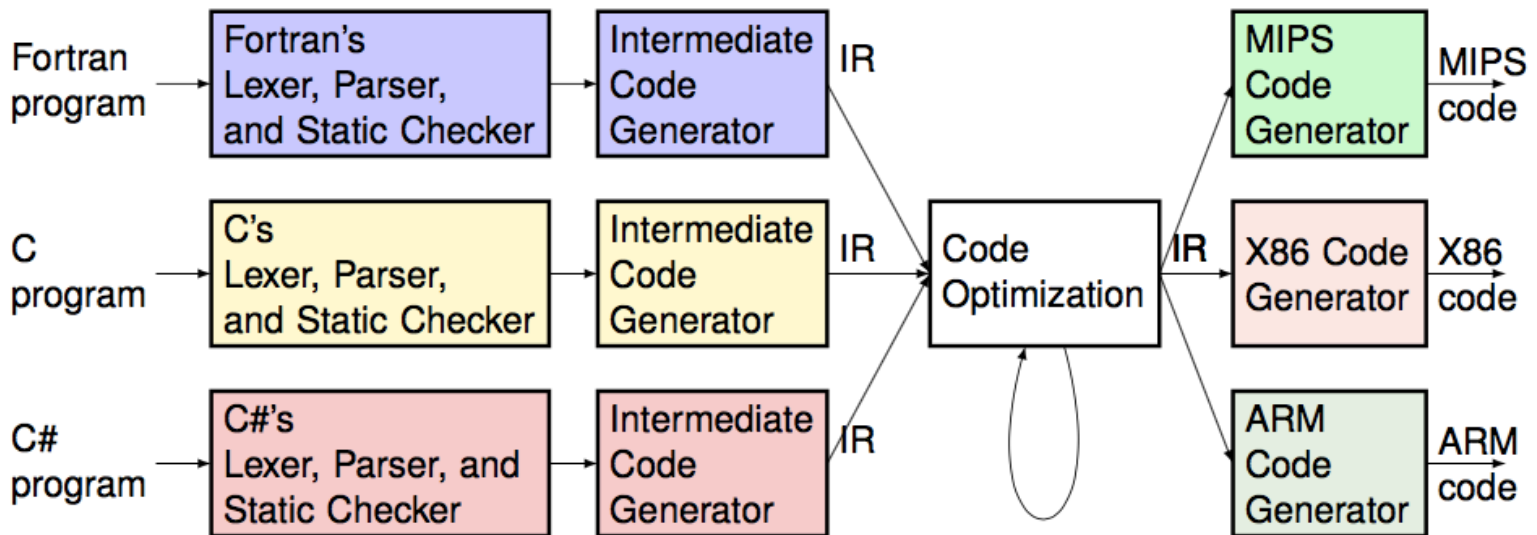 Fortran
program
Fortran's
Lexer, Parser,
and Static Checker
Intermediate
Code
Generator
IR
MIPS
Code
Generator
MIPS
code
C
program
C's
Lexer, Parser,
and Static Checker
Intermediate
Code
Generator
IR
Code
Optimization
IR
X86 Code
Generator
X86
code
C#
program
C#'s
Lexer, Parser, and
Static Checker
Intermediate
Code
Generator
IR
ARM
Code
Generator
ARM
code